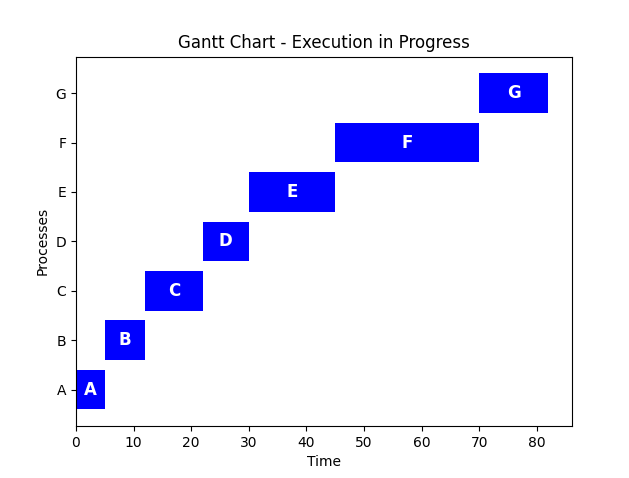 Gantt Chart - Execution in Progress
Processes
G
G
F
F
E
E
D
D
C
C
B
B
A
A
0 10 20 30 40 50 60 70 80
Time